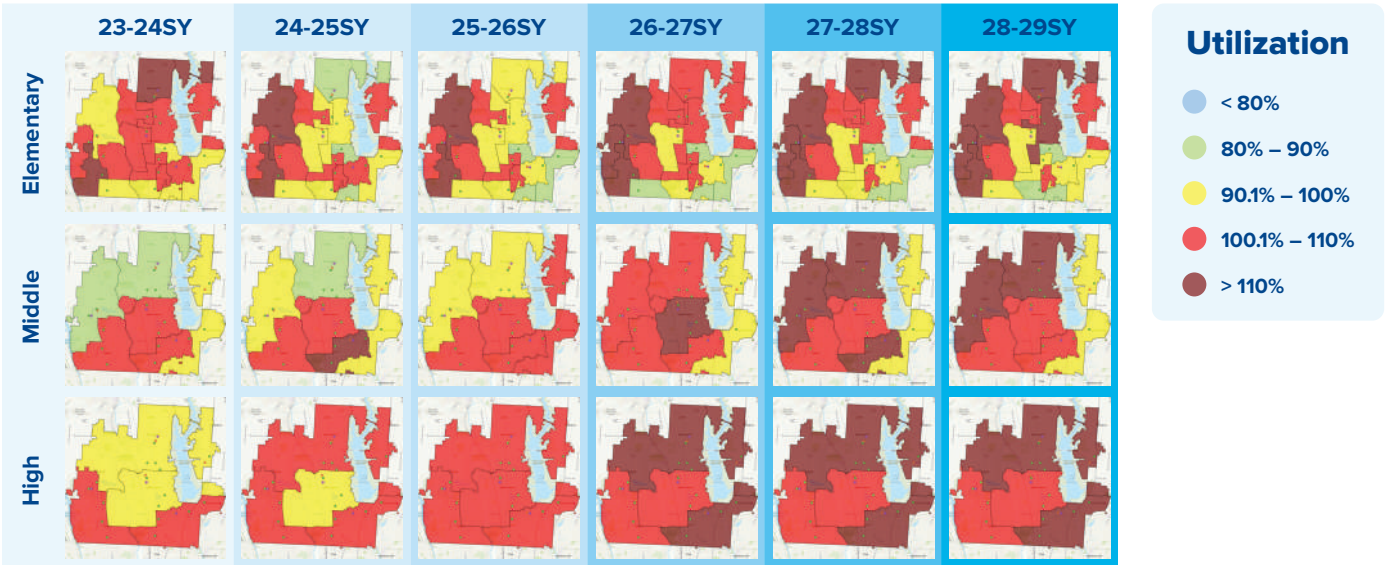 23-24SY 24-25SY 25-26SY 26-27SY 27-28SY 28-29SY
Elementary
Middle
High
Utilization
< 80%
80% – 90%
90.1% – 100%
100.1% – 110%
> 110%